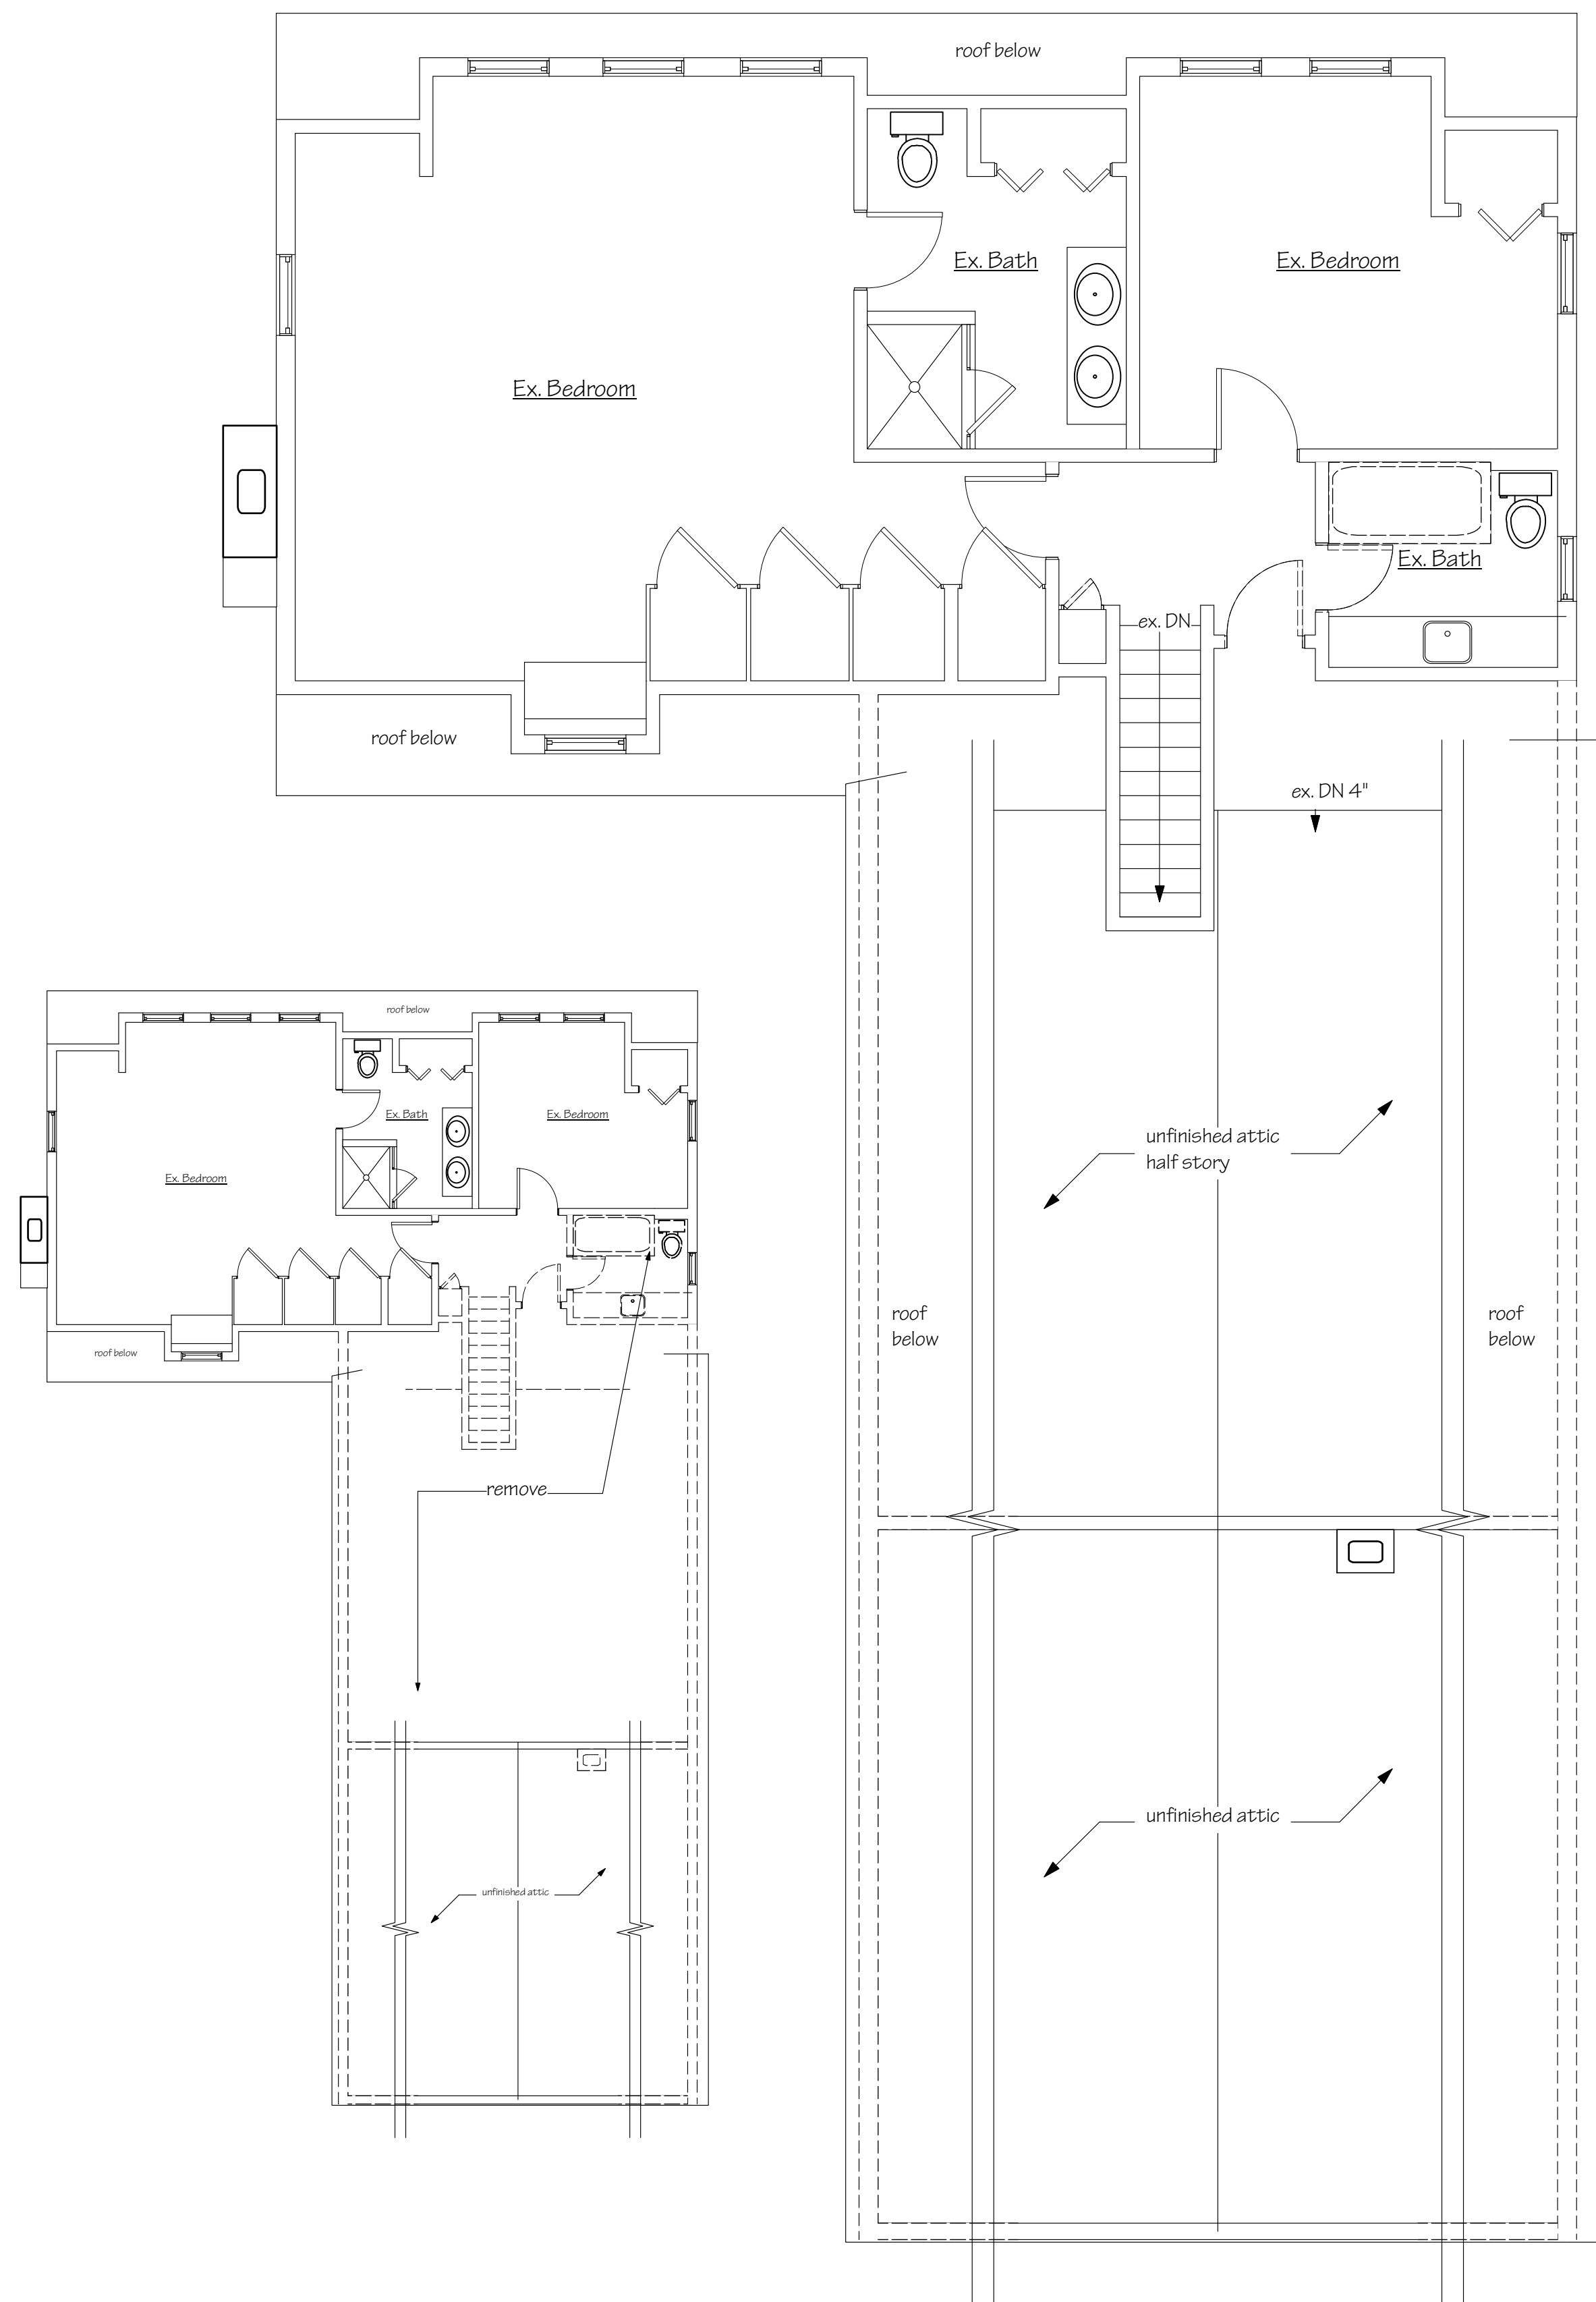 roof below
Ex. Bath
Ex. Bedroom
Ex. Bedroom
Ex. Bath
ex. DN
roof below
ex. DN 4"
unfinished attic
half story
roof
below
roof
below
unfinished attic
roof below
Ex. Bath
Ex. Bedroom
Ex. Bedroom
roof below
remove
unfinished attic